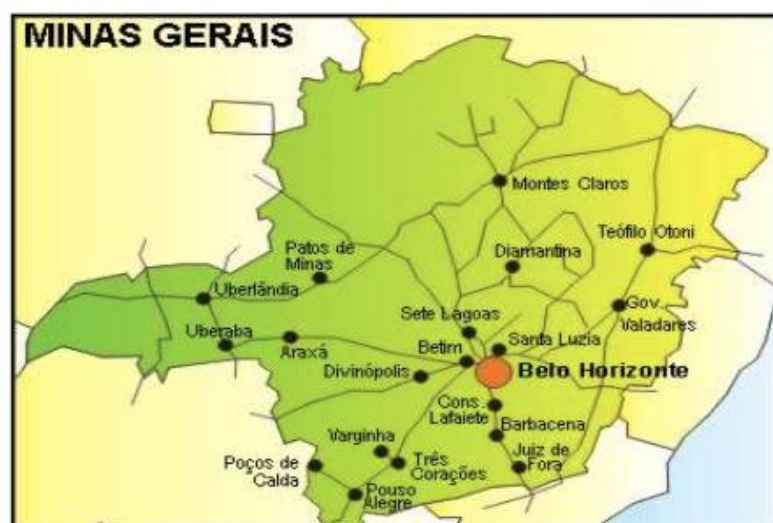 MINAS GERAIS
Montes Claros
Teófilo Otoni
Diamantina
Patos de
Minas
Uberlândia
Gov.
Valadares
Sete Lagoas
Santa Luzia
Uberaba
Araxá
Betim
Belo Horizonte
Divinópolis
Cons.
Lafaiete
Barbacena
Varginha
Juiz de
Fora
Poços de
Calda
Três
Corações
Pouso
Alegre